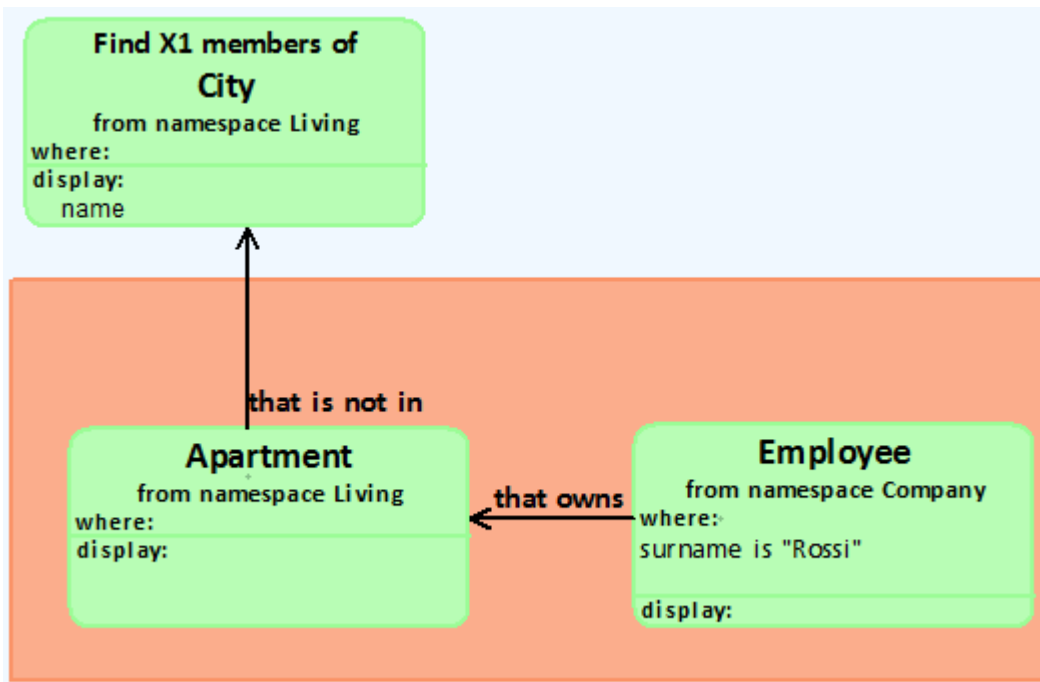 Find X1 members of
City
from namespace Living
where:
display:
name
that is not in
Apartment
from namespace Living
where:
display:
that owns
Employee
from namespace Company
where:
surname is "Rossi"
display: